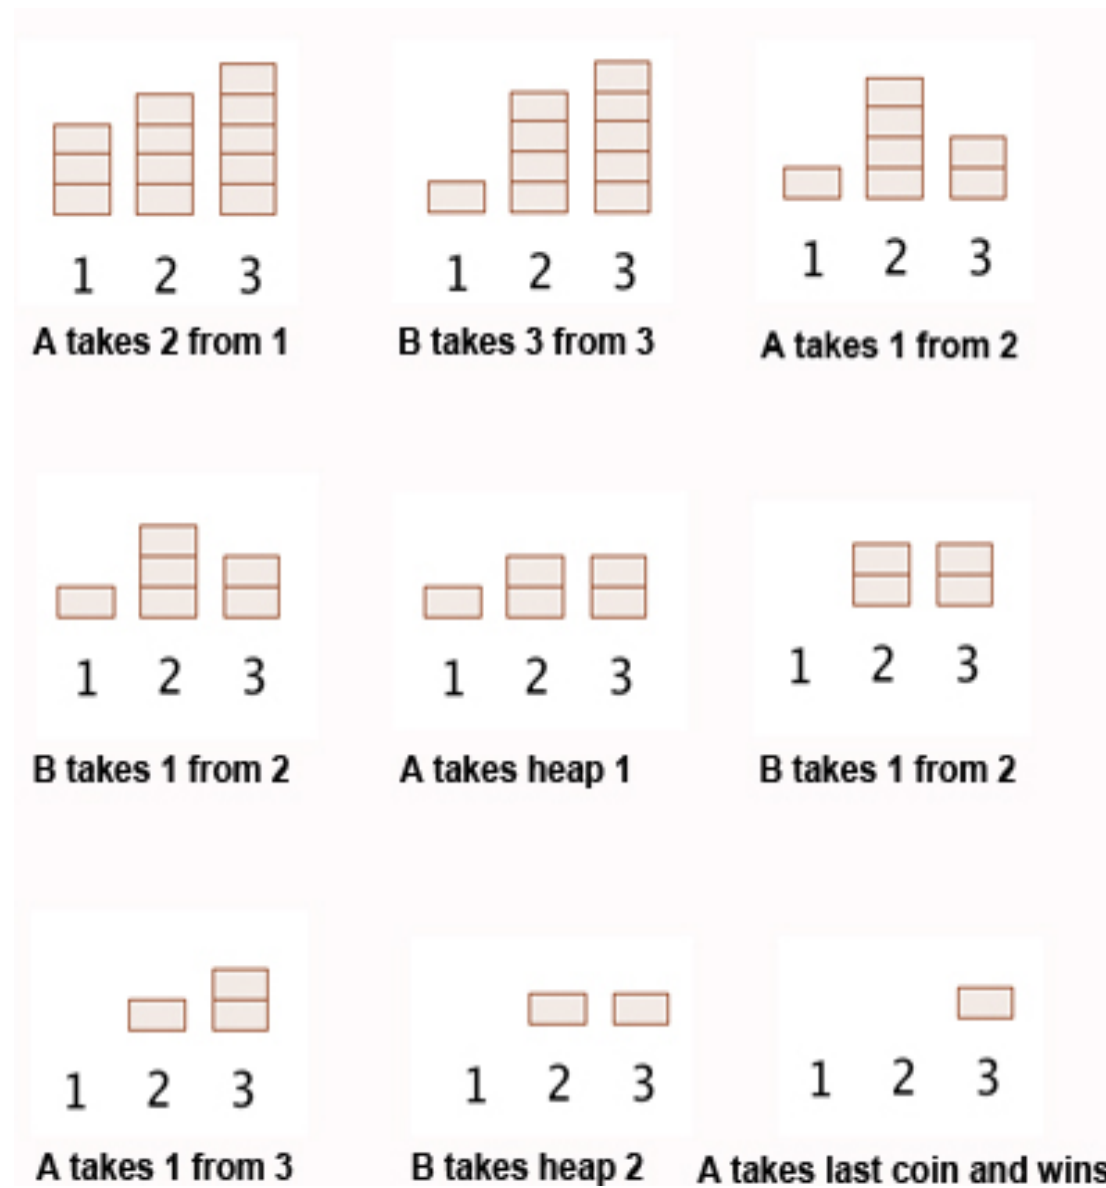 1 2 3
A takes 2 from 1
1 2 3
B takes 3 from 3
1 2 3
A takes 1 from 2
1 2 3
B takes 1 from 2
1 2 3
A takes heap 1
1 2 3
B takes 1 from 2
1 2 3
A takes 1 from 3
1 2 3
B takes heap 2
1 2 3
A takes last coin and wins